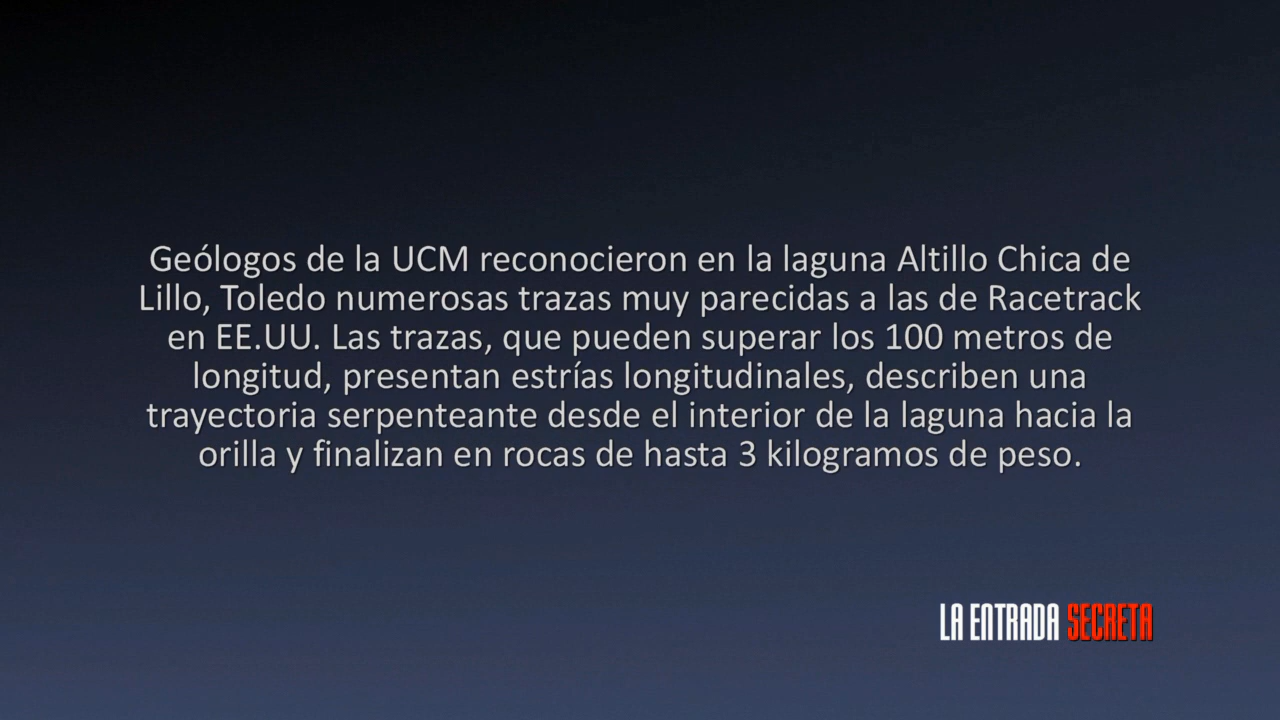 Geólogos de la UCM reconocieron en la laguna Altillo Chica de
Lillo, Toledo numerosas trazas muy parecidas a las de Racetrack
en EE.UU. Las trazas, que pueden superar los 100 metros de
longitud, presentan estrías longitudinales, describen una
trayectoria serpenteante desde el interior de la laguna hacia la
orilla y finalizan en rocas de hasta 3 kilogramos de peso.
LA ENTRADA SECRETA